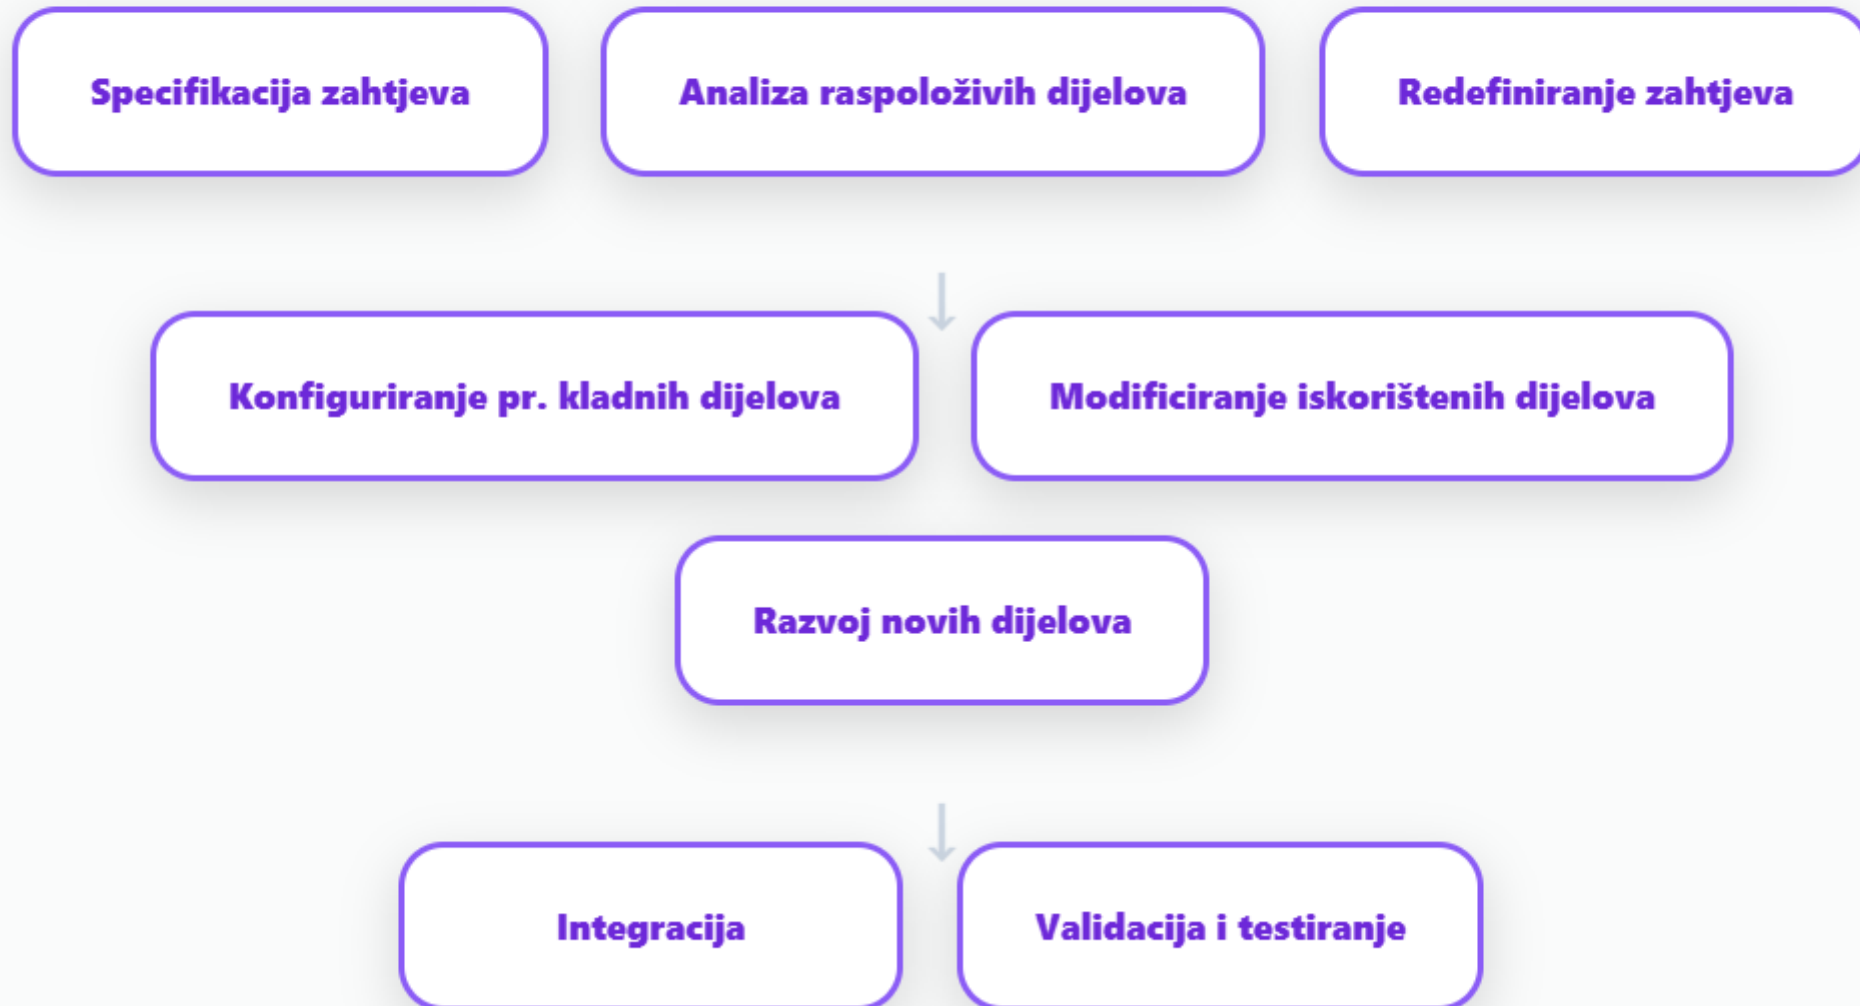 Specifikacija zahtjeva
Analiza raspoloživih dijelova
Redefiniranje zahtjeva
↓
Konfiguriranje pr. kladnih dijelova
Modificiranje iskorištenih dijelova
Razvoj novih dijelova
↓
Integracija
Validacija i testiranje